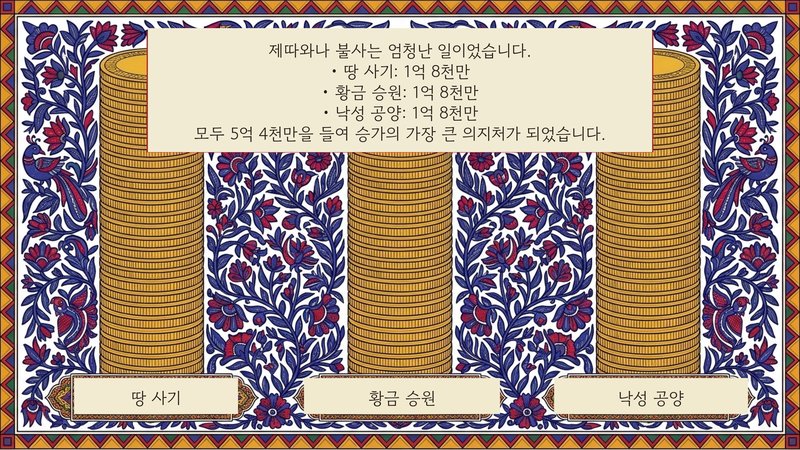 제따와나 불사는 엄청난 일이었습니다.
• 땅 사기: 1억 8천만
• 황금 승원: 1억 8천만
• 낙성 공양: 1억 8천만
모두 5억 4천만을 들여 승가의 가장 큰 의지처가 되었습니다.
땅 사기
황금 승원
낙성 공양